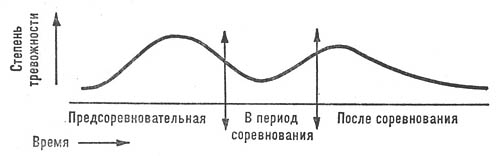 Степень
тревожности
Предсоревновательная
В период
соревнования
После соревнования
Время